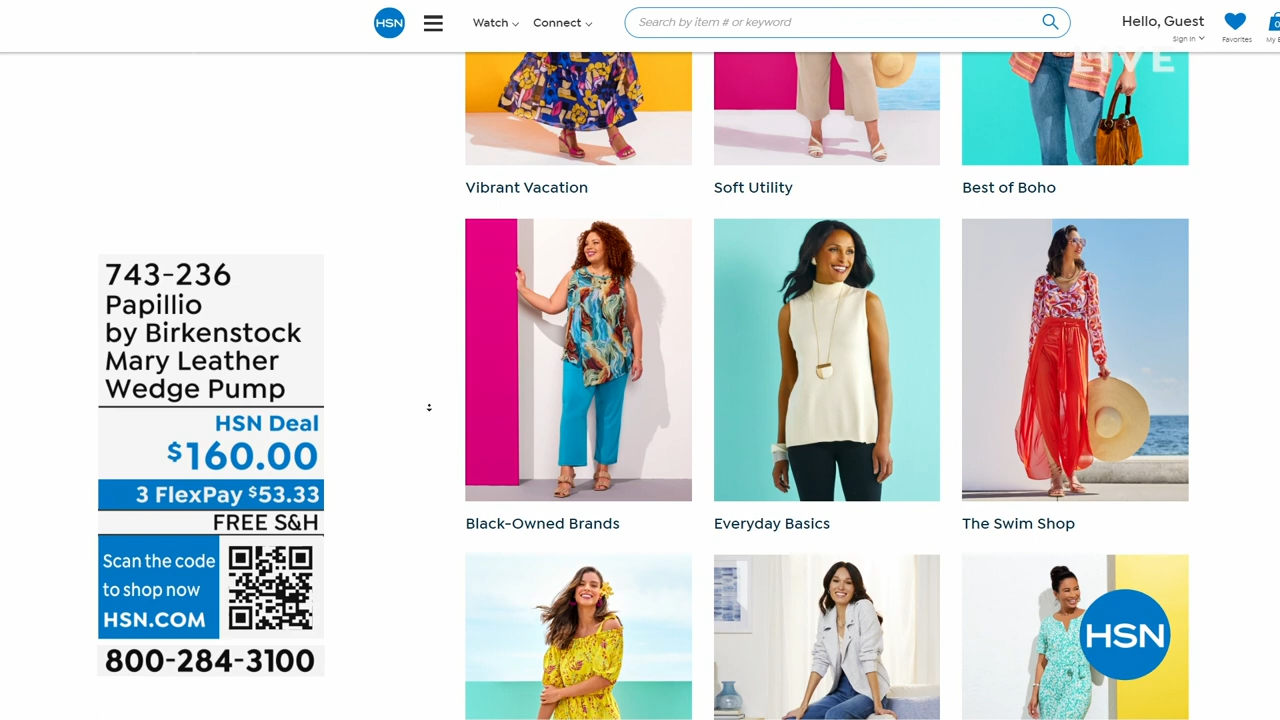 HSN
Watch
Connect
Search by item # or keyword
Hello, Guest
Sign In
Favorites
0
LIVE
Vibrant Vacation
Soft Utility
Best of Boho
743-236
Papillio
by Birkenstock
Mary Leather
Wedge Pump
HSN Deal
$160.00
3 FlexPay $53.33
FREE S&H
Scan the code
to shop now
HSN.COM
800-284-3100
Black-Owned Brands
Everyday Basics
The Swim Shop
HSN